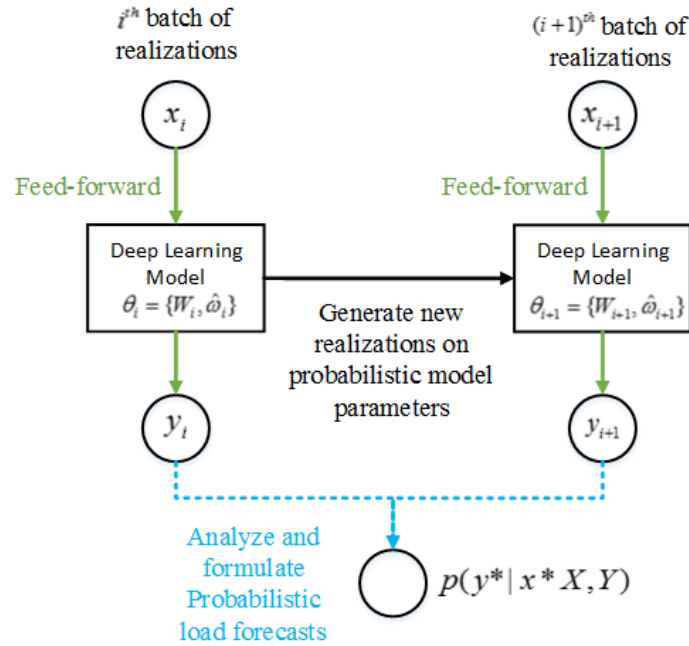 i^th batch of
realizations
(i+1)^th batch of
realizations
x_i
x_{i+1}
Feed-forward
Feed-forward
Deep Learning
Model
θ_i = {W_i, ω̂_i}
Deep Learning
Model
θ_{i+1} = {W_{i+1}, ω̂_{i+1}}
Generate new
realizations on
probabilistic model
parameters
y_i
y_{i+1}
Analyze and
formulate
Probabilistic
load forecasts
p(y*| x* X,Y)